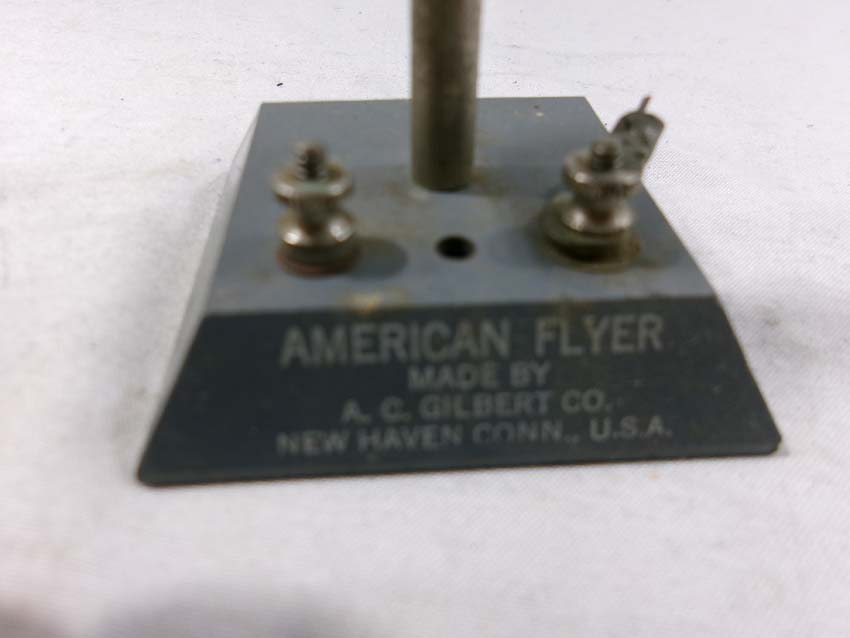 AMERICAN FLYER
MADE BY
A. C. GILBERT CO.
NEW HAVEN CONN., U.S.A.